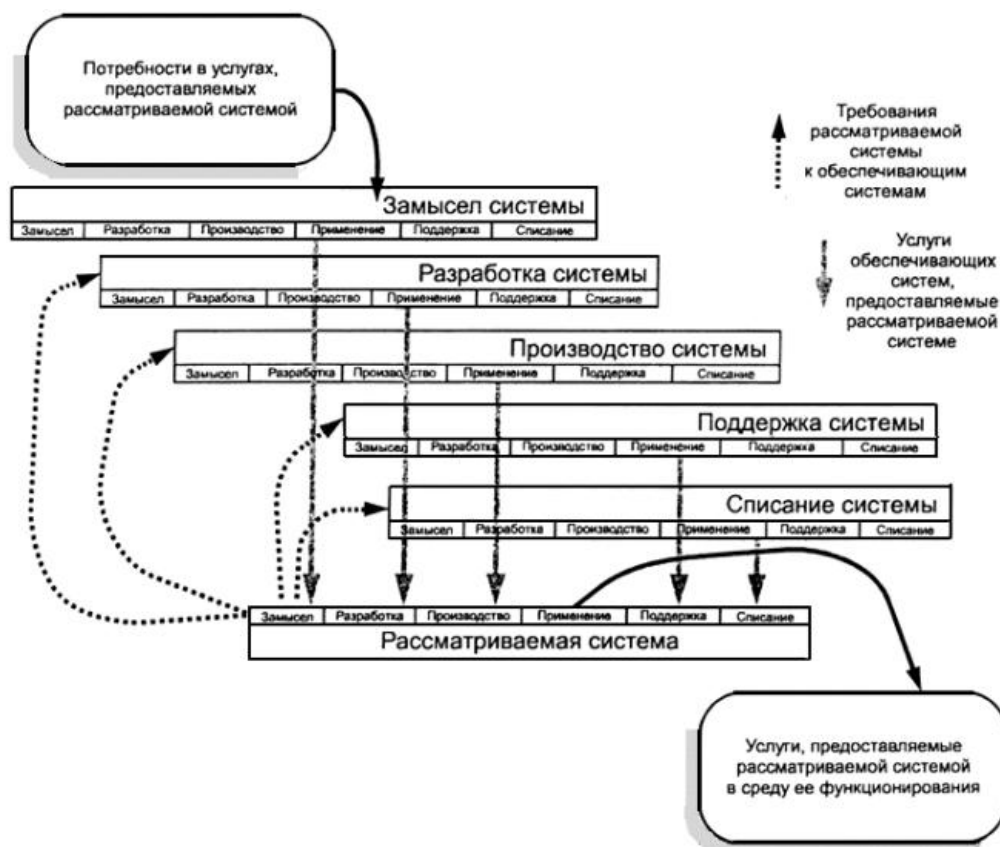 Потребности в услугах,
предоставляемых
рассматриваемой системой
Требования
рассматриваемой
системы
к обеспечивающим
системам
Замысел системы
Замысел Разработка Производство Применение Поддержка Списание
Услуги
обеспечивающих
систем,
предоставляемые
рассматриваемой
системе
Разработка системы
Замысел Разработка Производство Применение Поддержка Списание
Производство системы
Замысел Разработка Производство Применение Поддержка Списание
Поддержка системы
Замысел Разработка Производство Применение Поддержка Списание
Списание системы
Замысел Разработка Производство Применение Поддержка Списание
Замысел Разработка Производство Применение Поддержка Списание
Рассматриваемая система
Услуги, предоставляемые
рассматриваемой системой
в среду ее функционирования